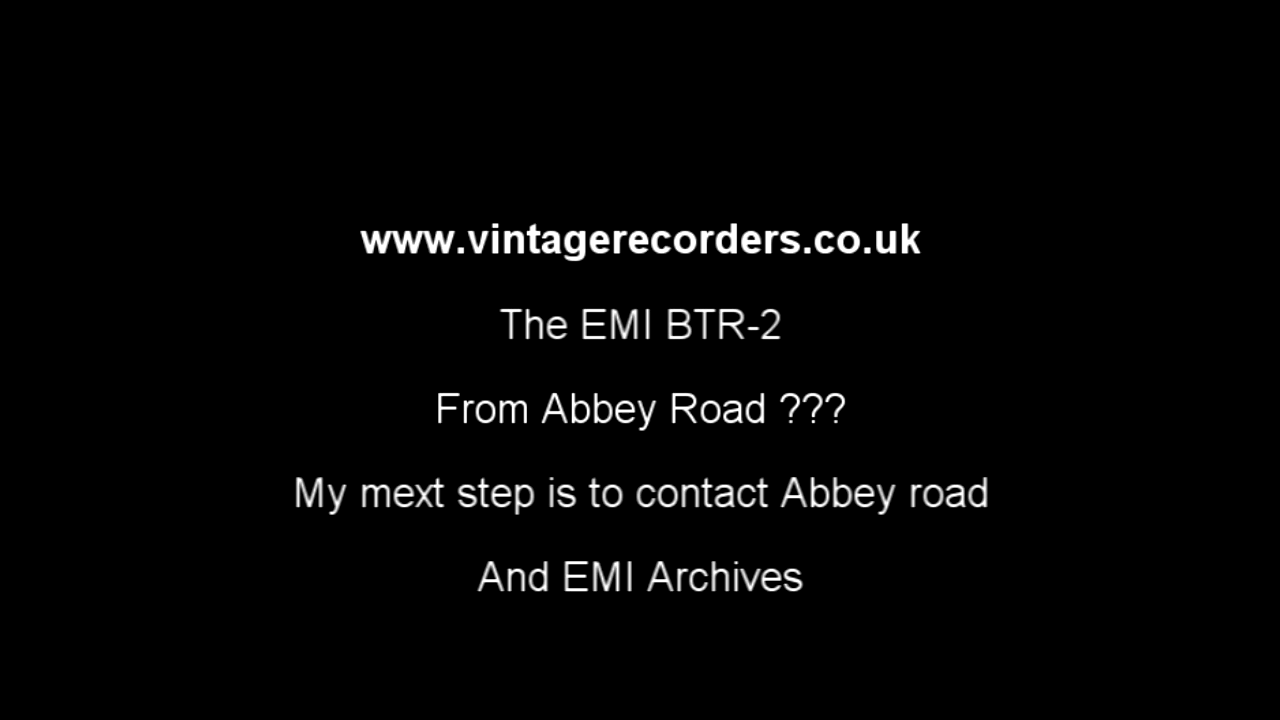 www.vintagerecorders.co.uk
The EMI BTR-2
From Abbey Road ???
My mext step is to contact Abbey road
And EMI Archives